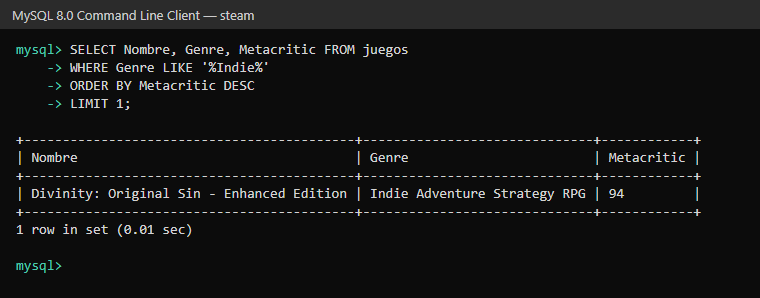 MySQL 8.0 Command Line Client — steam
mysql> SELECT Nombre, Genre, Metacritic FROM juegos
    -> WHERE Genre LIKE '%Indie%'
    -> ORDER BY Metacritic DESC
    -> LIMIT 1;
+-------------------------------------------+------------------------------+------------+
| Nombre                                    | Genre                        | Metacritic |
+-------------------------------------------+------------------------------+------------+
| Divinity: Original Sin - Enhanced Edition | Indie Adventure Strategy RPG | 94         |
+-------------------------------------------+------------------------------+------------+
1 row in set (0.01 sec)
mysql>